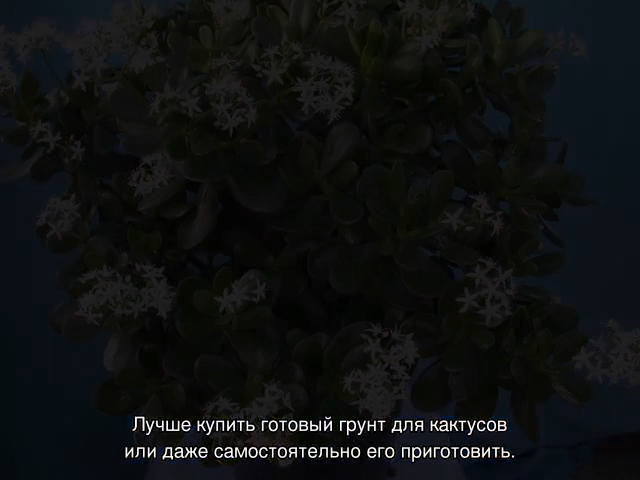 Лучше купить готовый грунт для кактусов
или даже самостоятельно его приготовить.